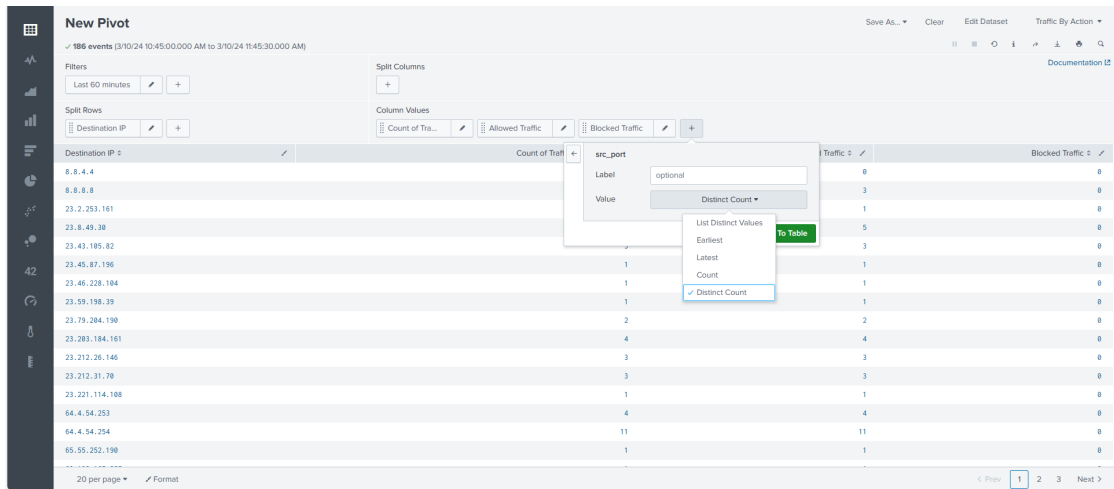 New Pivot
Save As...
Clear
Edit Dataset
Traffic By Action
✓ 186 events (3/10/24 10:45:00.000 AM to 3/10/24 11:45:30.000 AM)
Documentation
Filters
Split Columns
Last 60 minutes
+
+
Split Rows
Column Values
Destination IP
+
Count of Tra...
Allowed Traffic
Blocked Traffic
+
Destination IP
Count of Traff
Traffic
Blocked Traffic
src_port
Label
optional
Value
Distinct Count
List Distinct Values
Earliest
Latest
Count
✓ Distinct Count
To Table
8.8.4.4 0 0
8.8.8.8 3 0
23.2.253.161 1 0
23.8.49.30 5 0
23.43.105.82 3 0
23.45.87.196 1 1 0
23.46.228.104 1 1 0
23.59.198.39 1 1 0
23.79.204.190 2 2 0
23.203.184.161 4 4 0
23.212.26.146 3 3 0
23.212.31.70 3 3 0
23.221.114.108 1 1 0
64.4.54.253 4 4 0
64.4.54.254 11 11 0
65.55.252.190 1 1 0
42
20 per page
Format
< Prev 1 2 3 Next >